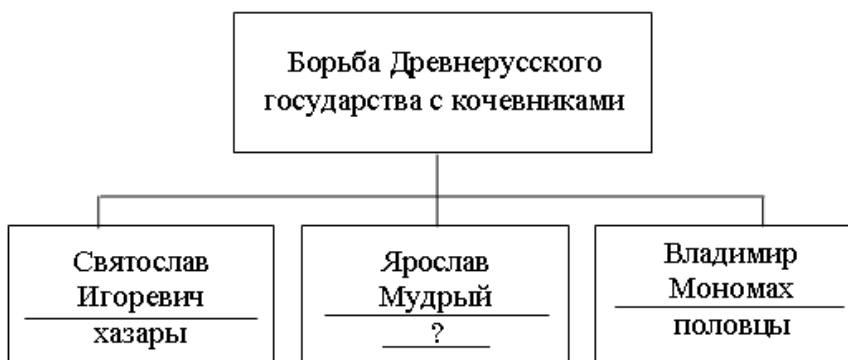 Борьба Древнерусского
государства с кочевниками
Святослав
Игоревич
хазары
Ярослав
Мудрый
?
Владимир
Мономах
половцы